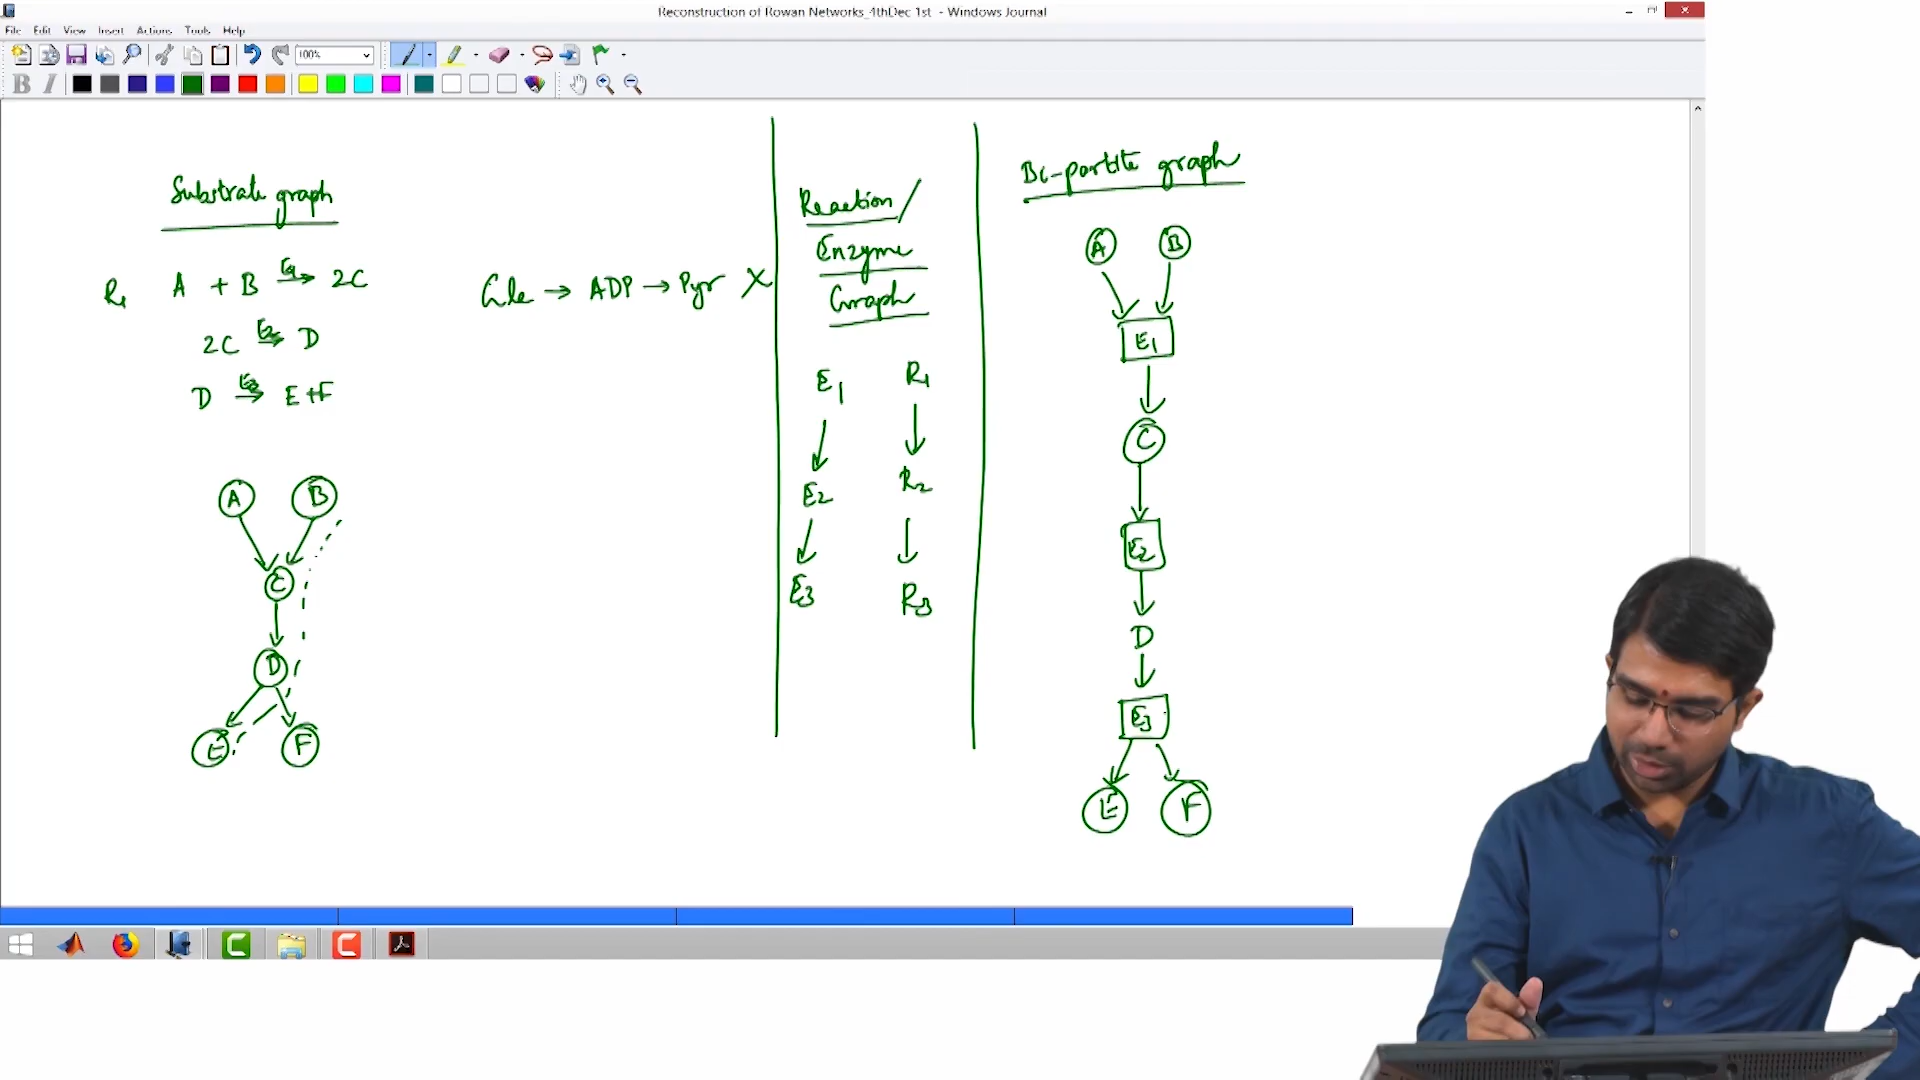 Reconstruction of Rowan Networks_4thDec 1st - Windows Journal
File Edit View Insert Actions Tools Help
100%
B I
Substrate graph
R1 A + B E1→ 2C
2C E2→ D
D E3→ E+F
A B
C
D
E F
Glc → ADP → Pyr X
Reaction /
Enzyme
Graph
E1 R1
E2 R2
E3 R3
Bi-partite graph
A B
E1
C
E2
D
E3
E F